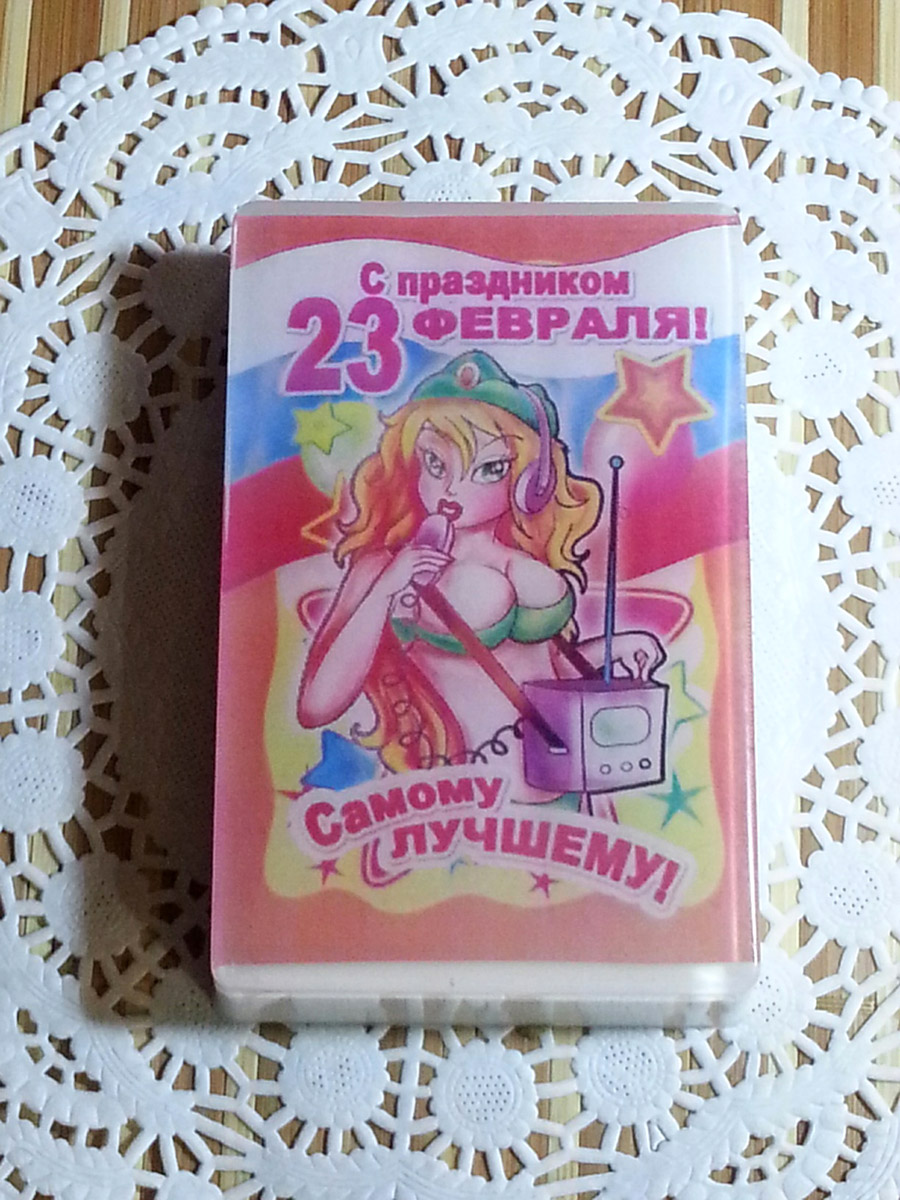 С праздником
23 ФЕВРАЛЯ!
Самому
ЛУЧШЕМУ!